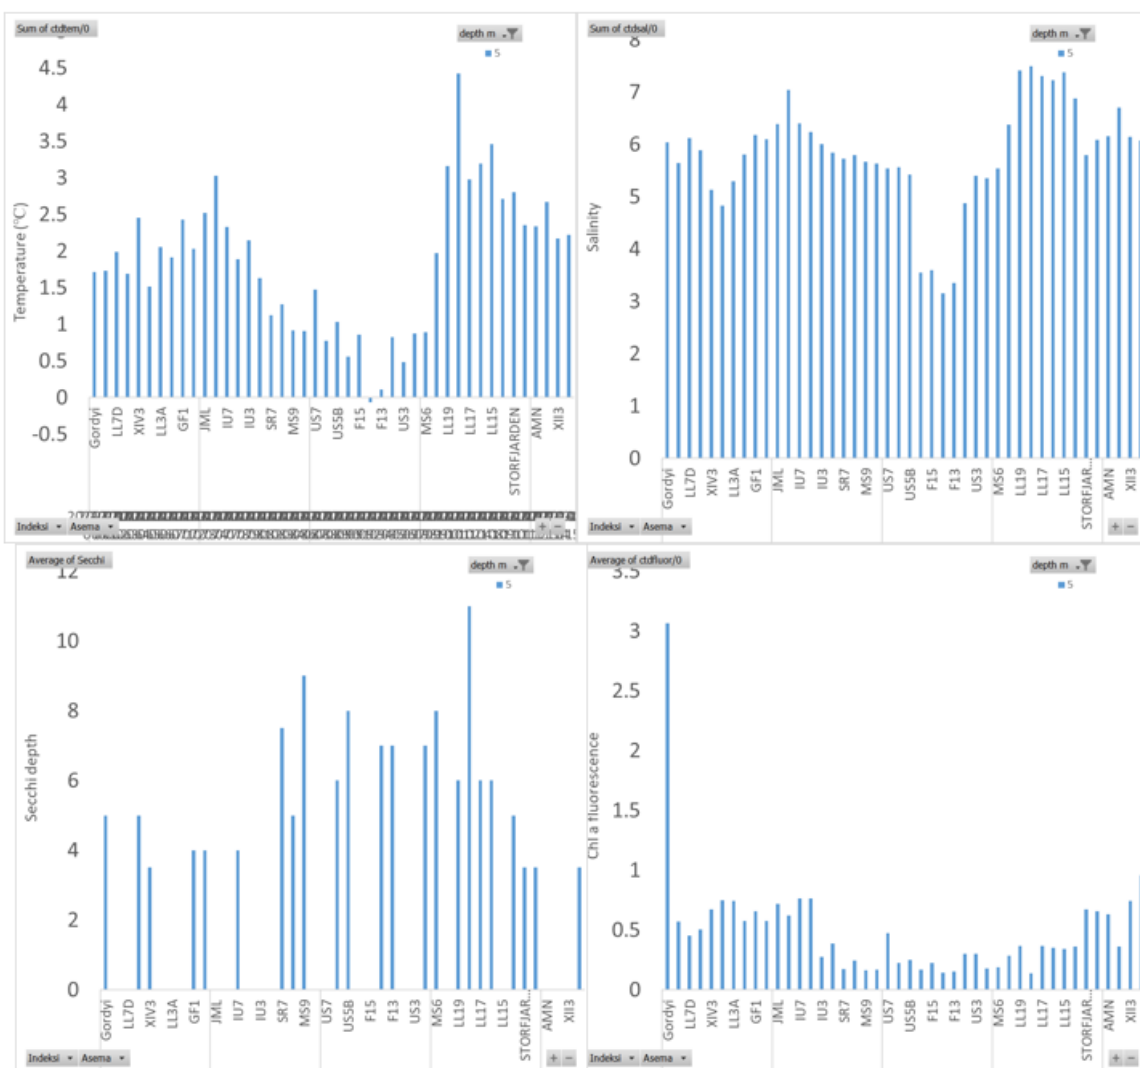 Sum of ctdtem/0
depth m
5
4.5
4
3.5
3
2.5
2
1.5
1
0.5
0
-0.5
Temperature (°C)
Gordyi
LL7D
XIV3
LL3A
GF1
JML
IU7
IU3
SR7
MS9
US7
US5B
F15
F13
US3
MS6
LL19
LL17
LL15
STORFJARDEN
AMN
XII3
Indeksi
Asema
+ −
Sum of ctdsal/0
depth m
5
8
7
6
5
4
3
2
1
0
Salinity
Gordyi
LL7D
XIV3
LL3A
GF1
JML
IU7
IU3
SR7
MS9
US7
US5B
F15
F13
US3
MS6
LL19
LL17
LL15
STORFJAR...
AMN
XII3
Indeksi
Asema
+ −
Average of Secchi
depth m
5
12
10
8
6
4
2
0
Secchi depth
Gordyi
LL7D
XIV3
LL3A
GF1
JML
IU7
IU3
SR7
MS9
US7
US5B
F15
F13
US3
MS6
LL19
LL17
LL15
STORFJAR...
AMN
XII3
Indeksi
Asema
+ −
Average of ctdfluor/0
depth m
5
3.5
3
2.5
2
1.5
1
0.5
0
Chl a fluorescence
Gordyi
LL7D
XIV3
LL3A
GF1
JML
IU7
IU3
SR7
MS9
US7
US5B
F15
F13
US3
MS6
LL19
LL17
LL15
STORFJAR...
AMN
XII3
Indeksi
Asema
+ −